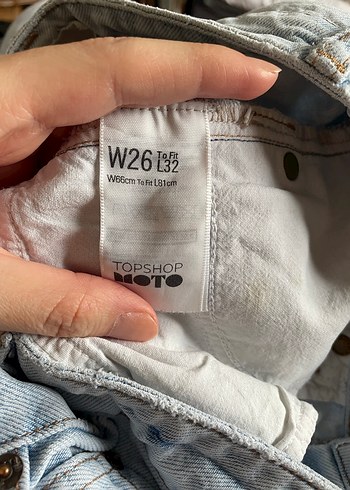 W26 To Fit L32
W66cm To Fit L81cm
TOPSHOP
MOTO